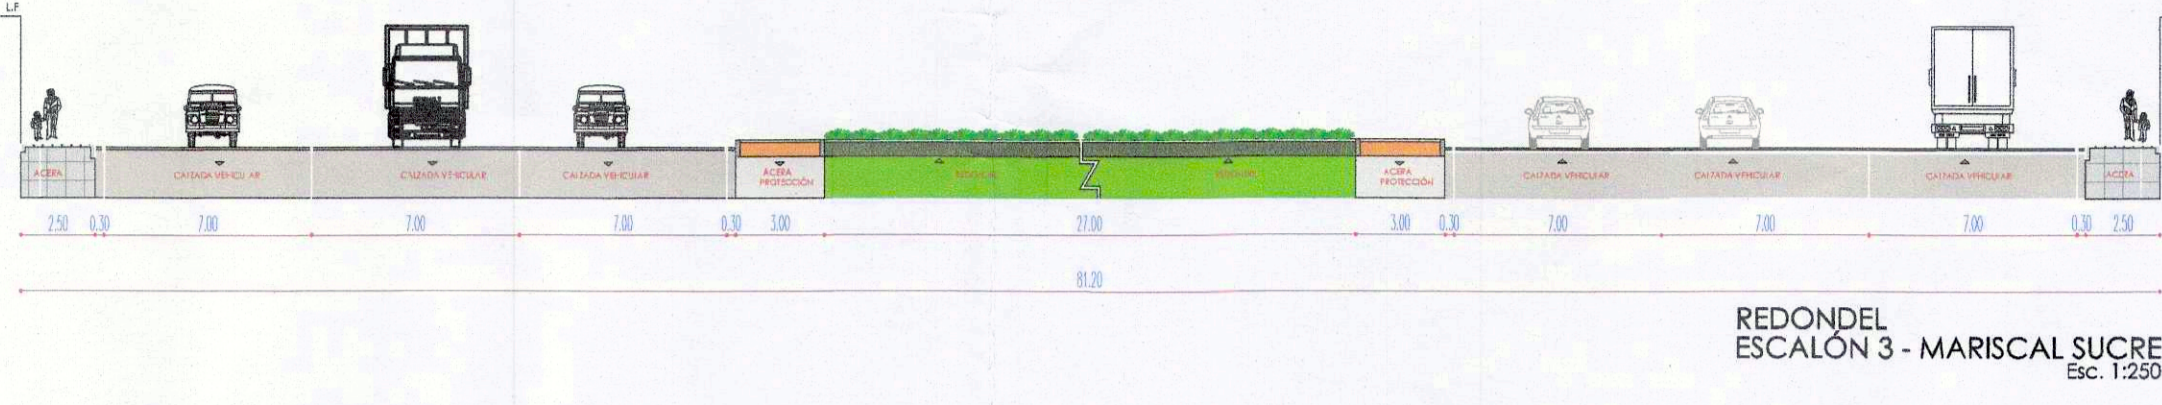 L.F
ACERA
CALZADA VEHICULAR
CALZADA VEHICULAR
CALZADA VEHICULAR
ACERA
PROTECCIÓN
REDONDEL
REDONDEL
ACERA
PROTECCIÓN
CALZADA VEHICULAR
CALZADA VEHICULAR
CALZADA VEHICULAR
ACERA
2.50 0.30 7.00 7.00 7.00 0.30 3.00 27.00 3.00 0.30 7.00 7.00 7.00 0.30 2.50
81.20
REDONDEL
ESCALÓN 3 - MARISCAL SUCRE
Esc. 1:250